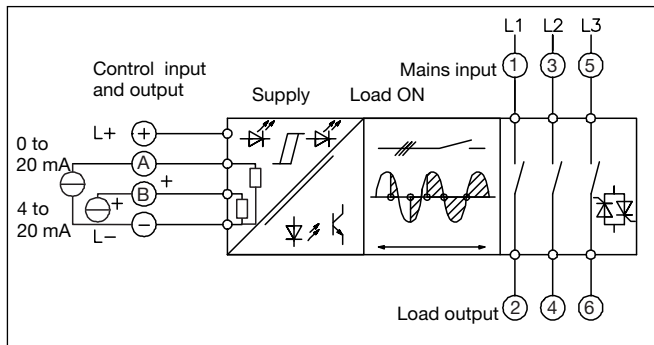 L1 L2 L3
Control input
and output
Mains input
1 3 5
Supply
Load ON
L+ +
0 to
20 mA
A
B +
+
4 to
20 mA
L− −
Load output
2 4 6